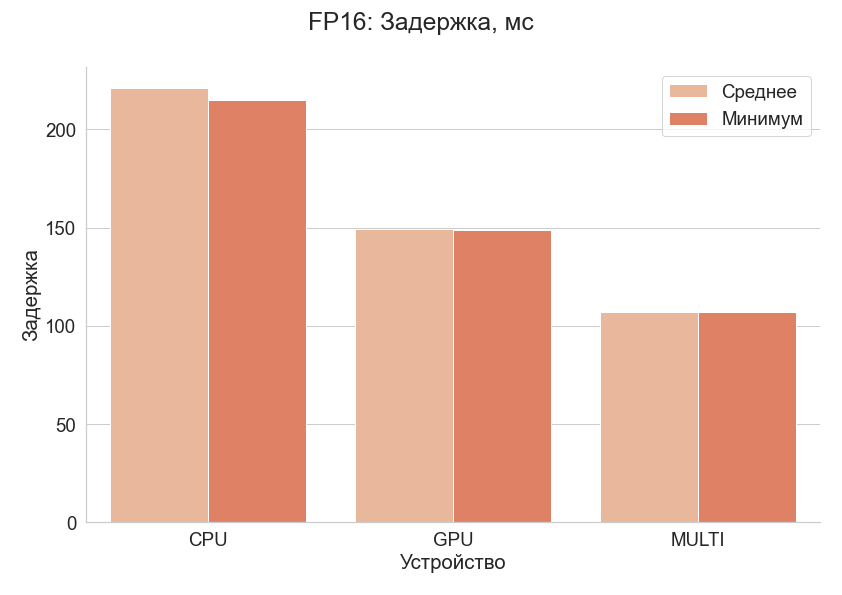 FP16: Задержка, мс
Среднее
Минимум
Задержка
200
150
100
50
0
CPU
GPU
MULTI
Устройство